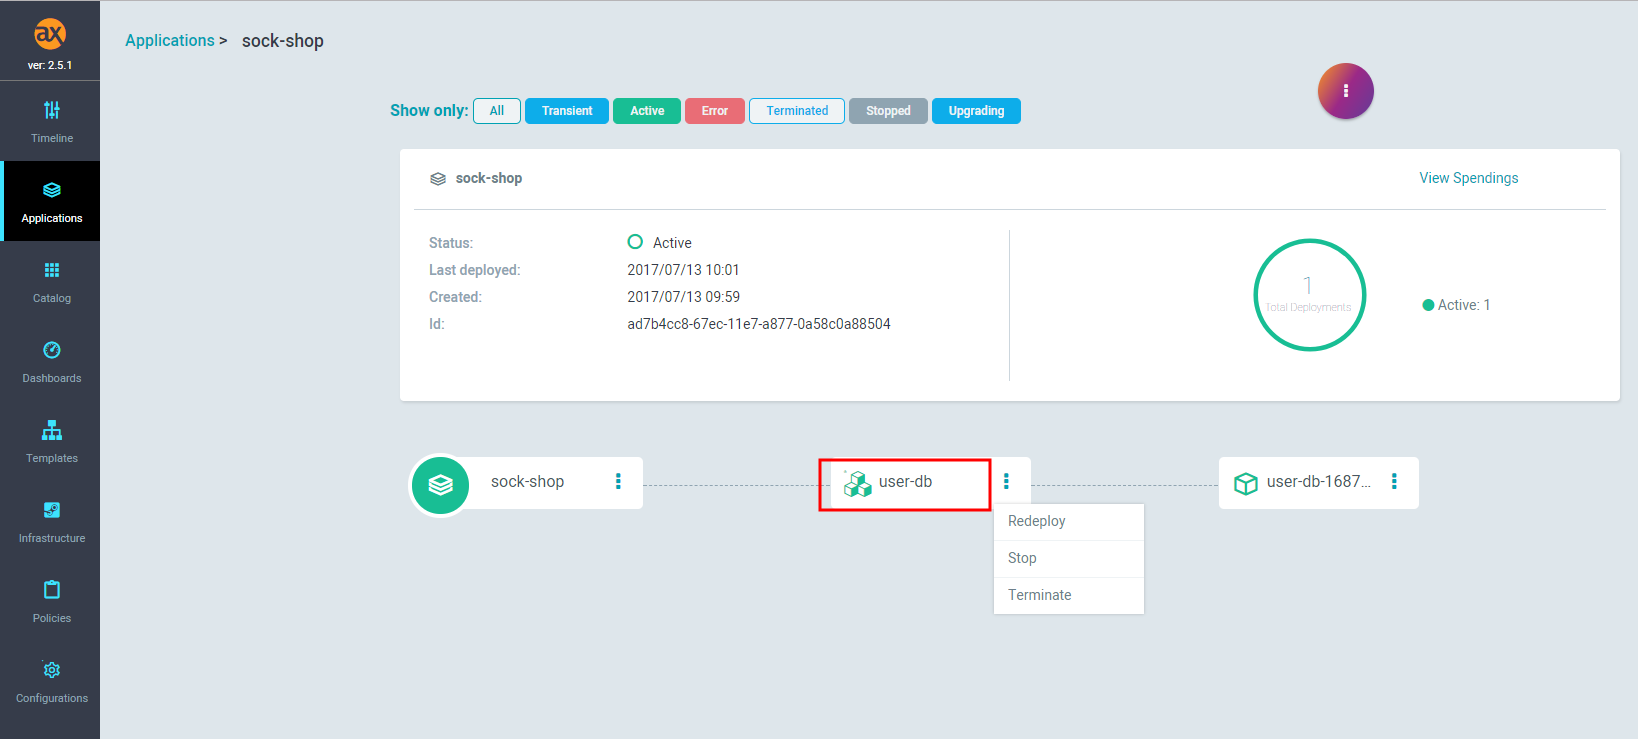 ax
ver: 2.5.1
Timeline
Applications
Catalog
Dashboards
Templates
Infrastructure
Policies
Configurations
Applications > sock-shop
Show only: All Transient Active Error Terminated Stopped Upgrading
sock-shop View Spendings
Status: Active
Last deployed: 2017/07/13 10:01
Created: 2017/07/13 09:59
Id: ad7b4cc8-67ec-11e7-a877-0a58c0a88504
1
Total Deployments
Active: 1
sock-shop user-db user-db-1687...
Redeploy
Stop
Terminate